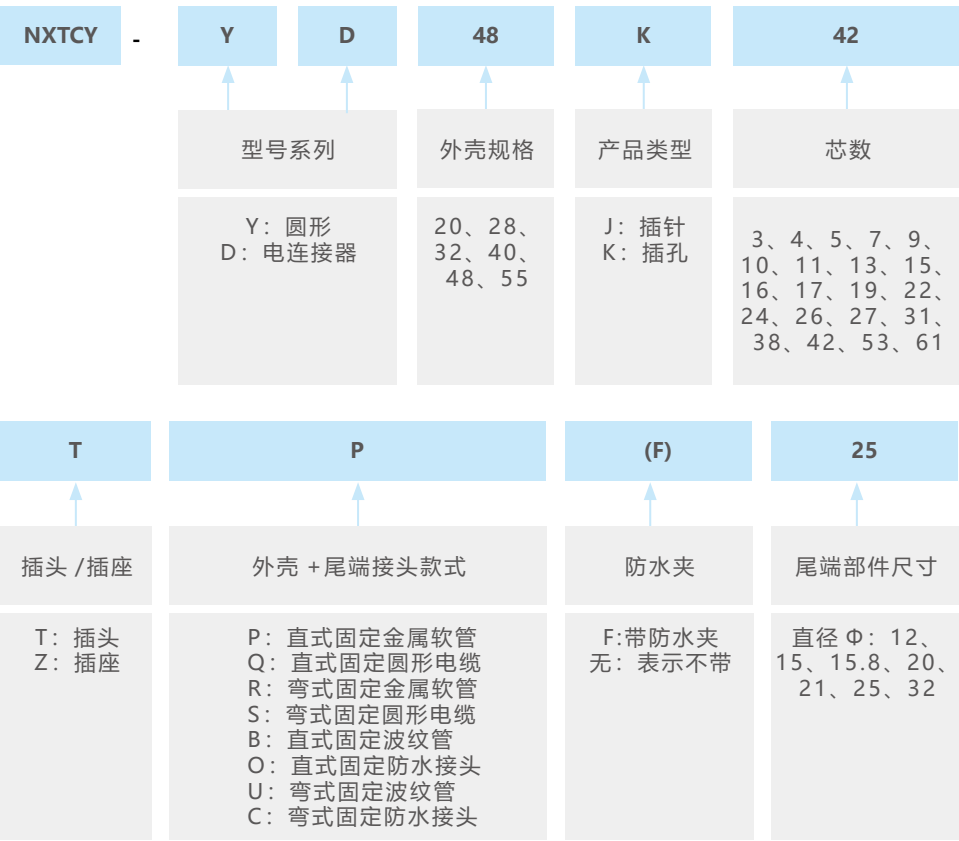 NXTCY - Y D 48 K 42
型号系列 外壳规格 产品类型 芯数
Y：圆形
D：电连接器
20、28、
32、40、
48、55
J：插针
K：插孔
3、4、5、7、9、
10、11、13、15、
16、17、19、22、
24、26、27、31、
38、42、53、61
T P (F) 25
插头 /插座 外壳 +尾端接头款式 防水夹 尾端部件尺寸
T：插头
Z：插座
P：直式固定金属软管
Q：直式固定圆形电缆
R：弯式固定金属软管
S：弯式固定圆形电缆
B：直式固定波纹管
O：直式固定防水接头
U：弯式固定波纹管
C：弯式固定防水接头
F:带防水夹
无：表示不带
直径 Φ：12、
15、15.8、20、
21、25、32